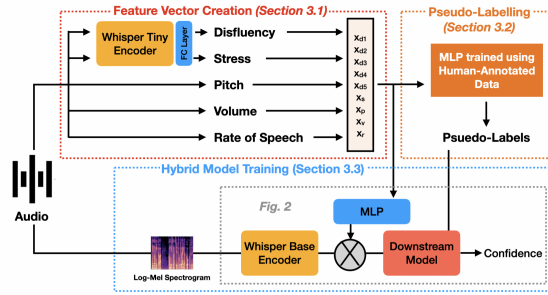 Feature Vector Creation (Section 3.1)
Whisper Tiny
Encoder
FC Layer
Disfluency
Stress
Pitch
Volume
Rate of Speech
xd1
xd2
xd3
xd4
xd5
xs
xp
xv
xr
Pseudo-Labelling
(Section 3.2)
MLP trained using
Human-Annotated
Data
Psuedo-Labels
Hybrid Model Training (Section 3.3)
Fig. 2
Audio
MLP
Log-Mel Spectrogram
Whisper Base
Encoder
X
Downstream
Model
Confidence